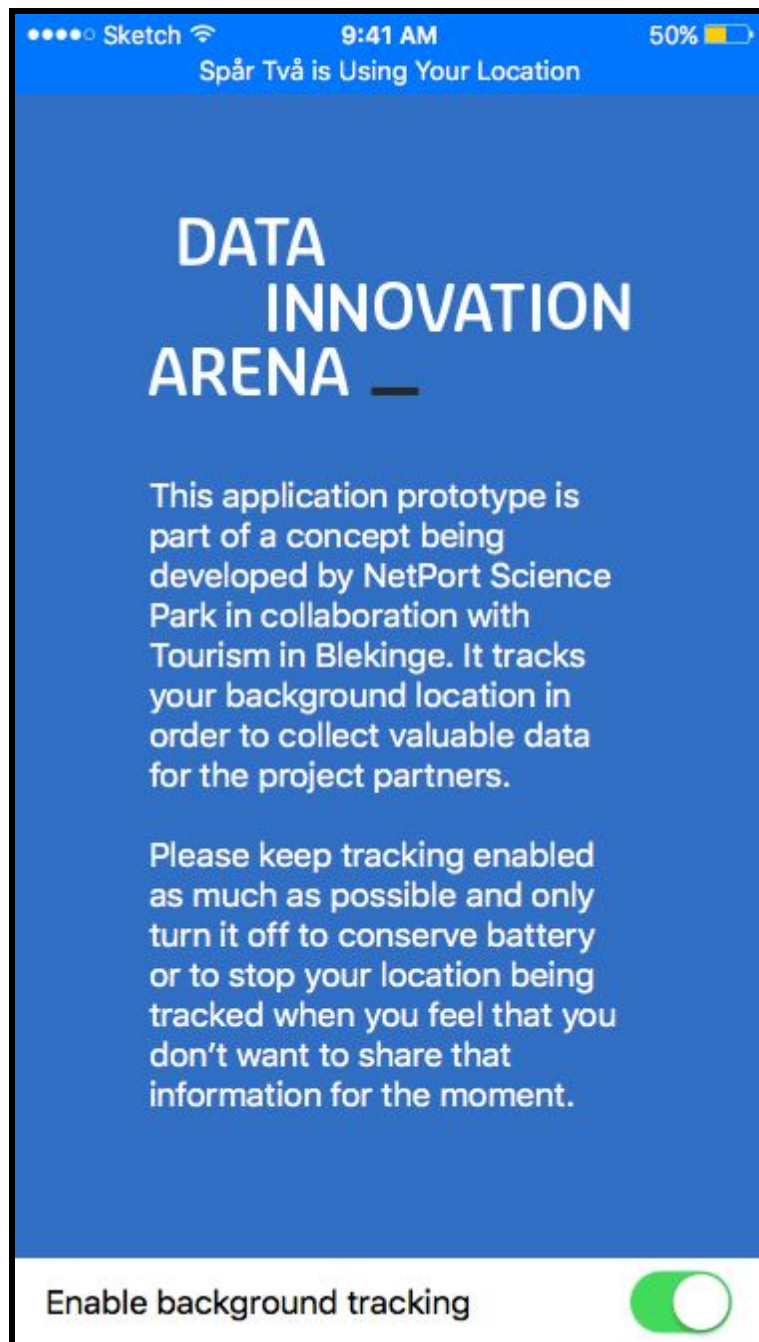 Sketch 9:41 AM 50%
Spår Två is Using Your Location
DATA
INNOVATION
ARENA _
This application prototype is
part of a concept being
developed by NetPort Science
Park in collaboration with
Tourism in Blekinge. It tracks
your background location in
order to collect valuable data
for the project partners.
Please keep tracking enabled
as much as possible and only
turn it off to conserve battery
or to stop your location being
tracked when you feel that you
don’t want to share that
information for the moment.
Enable background tracking